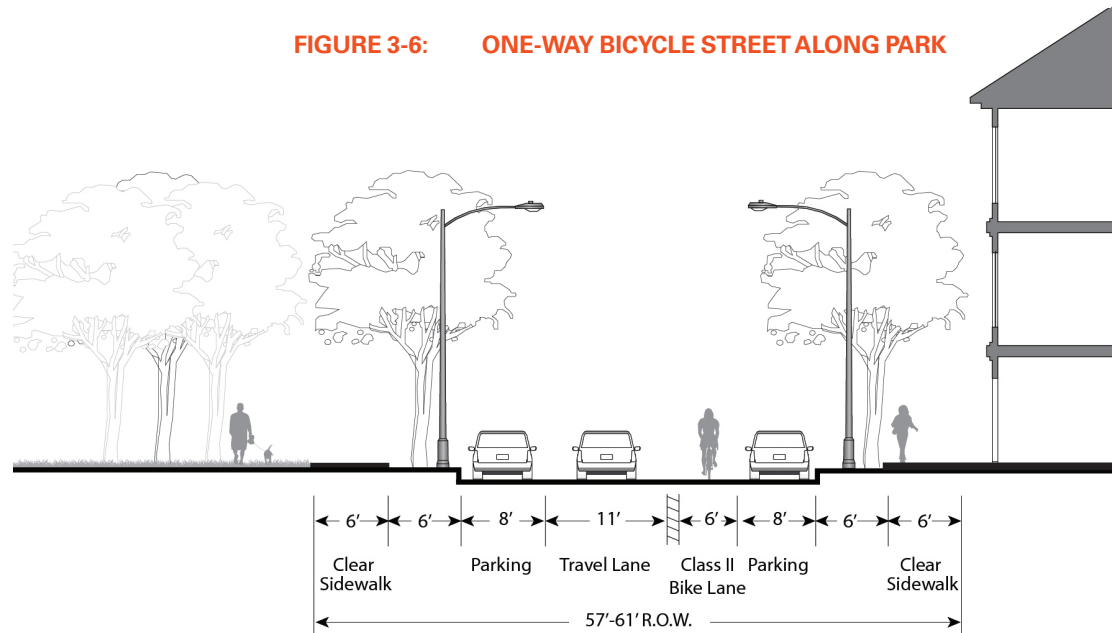 FIGURE 3-6: ONE-WAY BICYCLE STREET ALONG PARK
6’ 6’ 8’ 11’ 6’ 8’ 6’ 6’
Clear Sidewalk
Parking
Travel Lane
Class II Bike Lane
Parking
Clear Sidewalk
57’-61’ R.O.W.